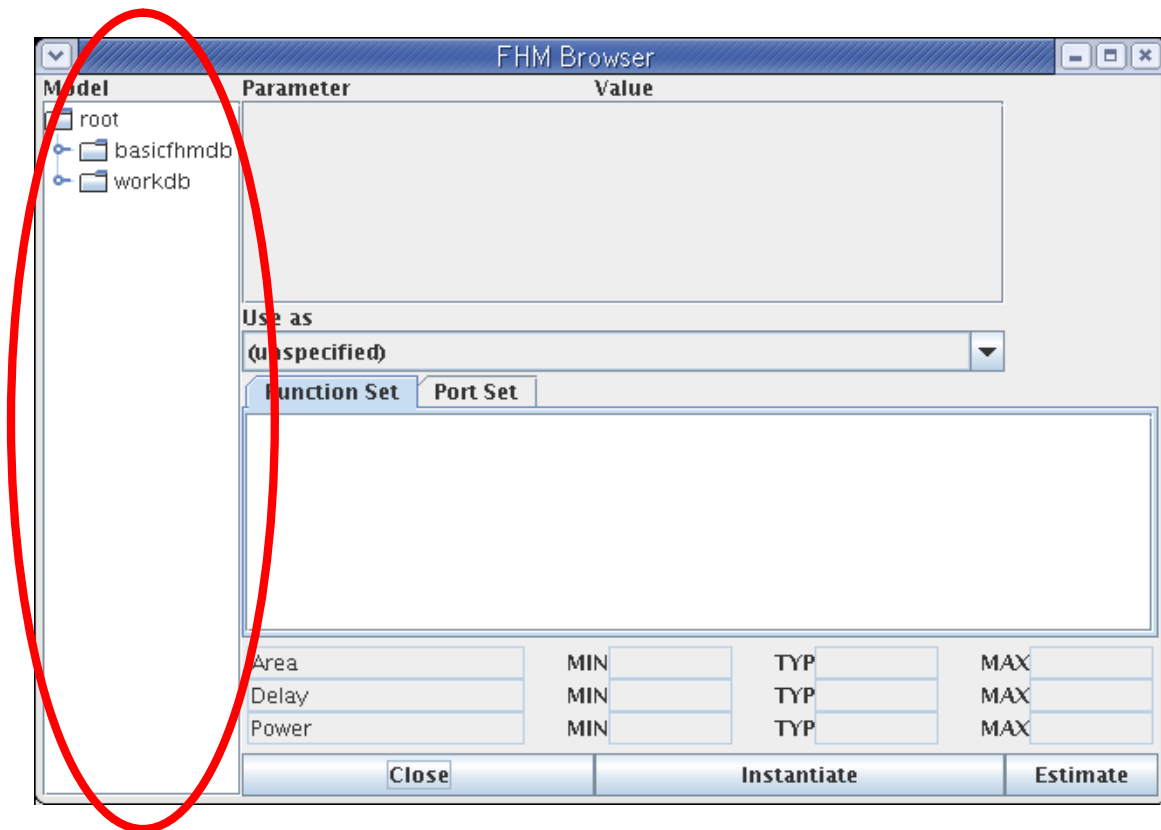 FHM Browser
Model Parameter Value
root
basicfhmdb
workdb
Use as
(unspecified)
Function Set Port Set
Area MIN TYP MAX
Delay MIN TYP MAX
Power MIN TYP MAX
Close Instantiate Estimate